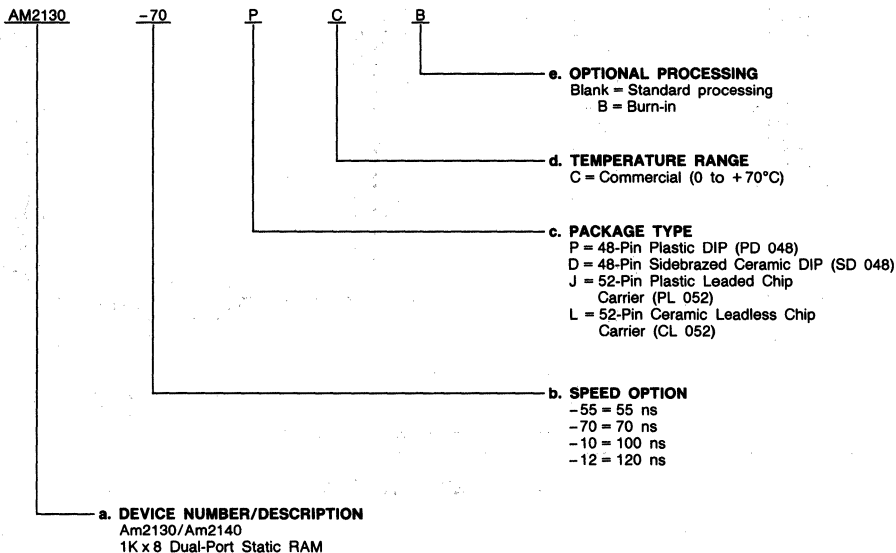 AM2130 -70 P C B
e. OPTIONAL PROCESSING
Blank = Standard processing
B = Burn-in
d. TEMPERATURE RANGE
C = Commercial (0 to +70°C)
c. PACKAGE TYPE
P = 48-Pin Plastic DIP (PD 048)
D = 48-Pin Sidebrazed Ceramic DIP (SD 048)
J = 52-Pin Plastic Leaded Chip
Carrier (PL 052)
L = 52-Pin Ceramic Leadless Chip
Carrier (CL 052)
b. SPEED OPTION
-55 = 55 ns
-70 = 70 ns
-10 = 100 ns
-12 = 120 ns
a. DEVICE NUMBER/DESCRIPTION
Am2130/Am2140
1K x 8 Dual-Port Static RAM